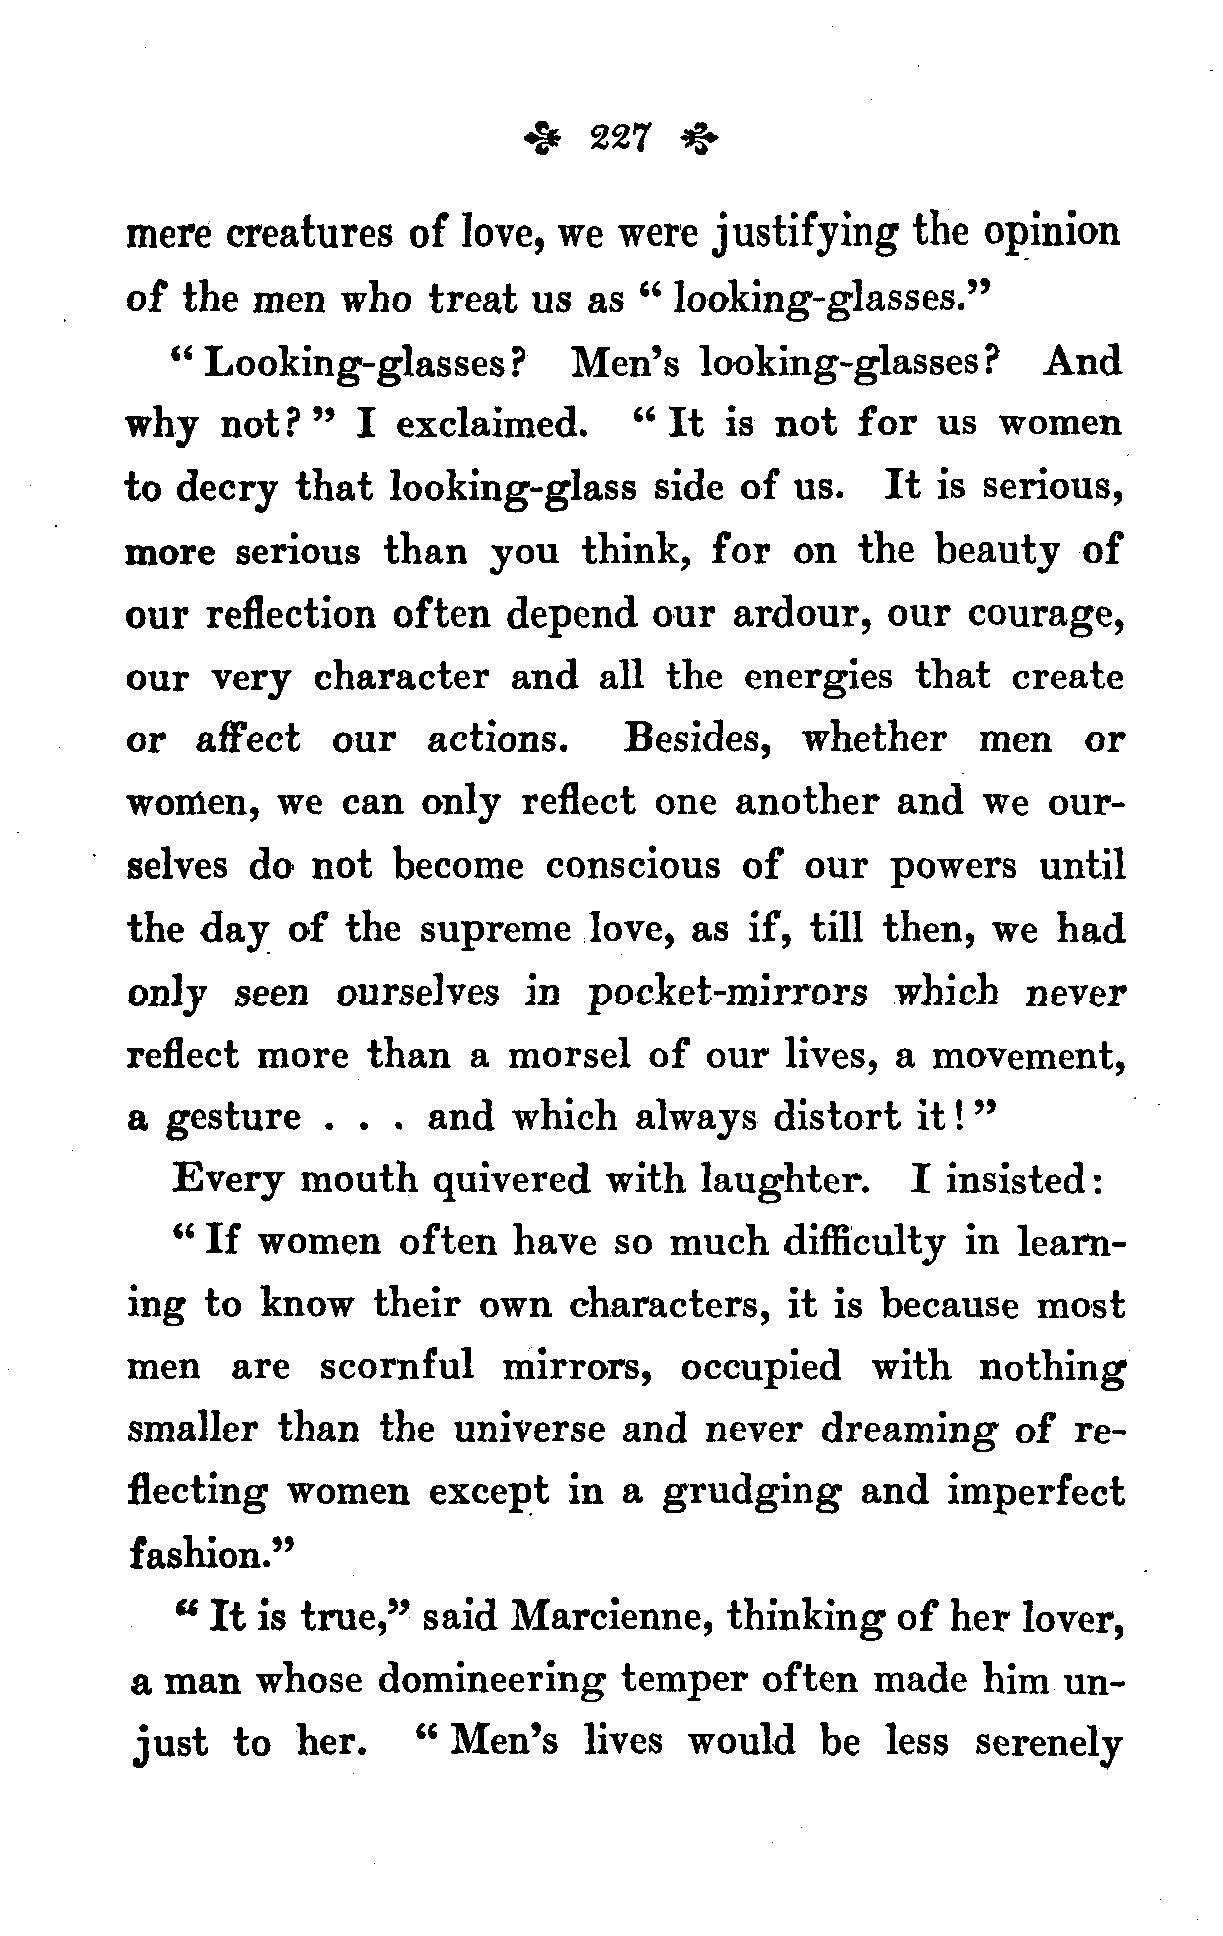 227
mere creatures of love, we were justifying the opinion
of the men who treat us as “ looking-glasses.”
“ Looking-glasses? Men’s looking-glasses? And
why not? ” I exclaimed. “ It is not for us women
to decry that looking-glass side of us. It is serious,
more serious than you think, for on the beauty of
our reflection often depend our ardour, our courage,
our very character and all the energies that create
or affect our actions. Besides, whether men or
women, we can only reflect one another and we our-
selves do not become conscious of our powers until
the day of the supreme love, as if, till then, we had
only seen ourselves in pocket-mirrors which never
reflect more than a morsel of our lives, a movement,
a gesture . . . and which always distort it! ”
Every mouth quivered with laughter. I insisted:
“ If women often have so much difficulty in learn-
ing to know their own characters, it is because most
men are scornful mirrors, occupied with nothing
smaller than the universe and never dreaming of re-
flecting women except in a grudging and imperfect
fashion.”
“ It is true,” said Marcienne, thinking of her lover,
a man whose domineering temper often made him un-
just to her. “ Men’s lives would be less serenely